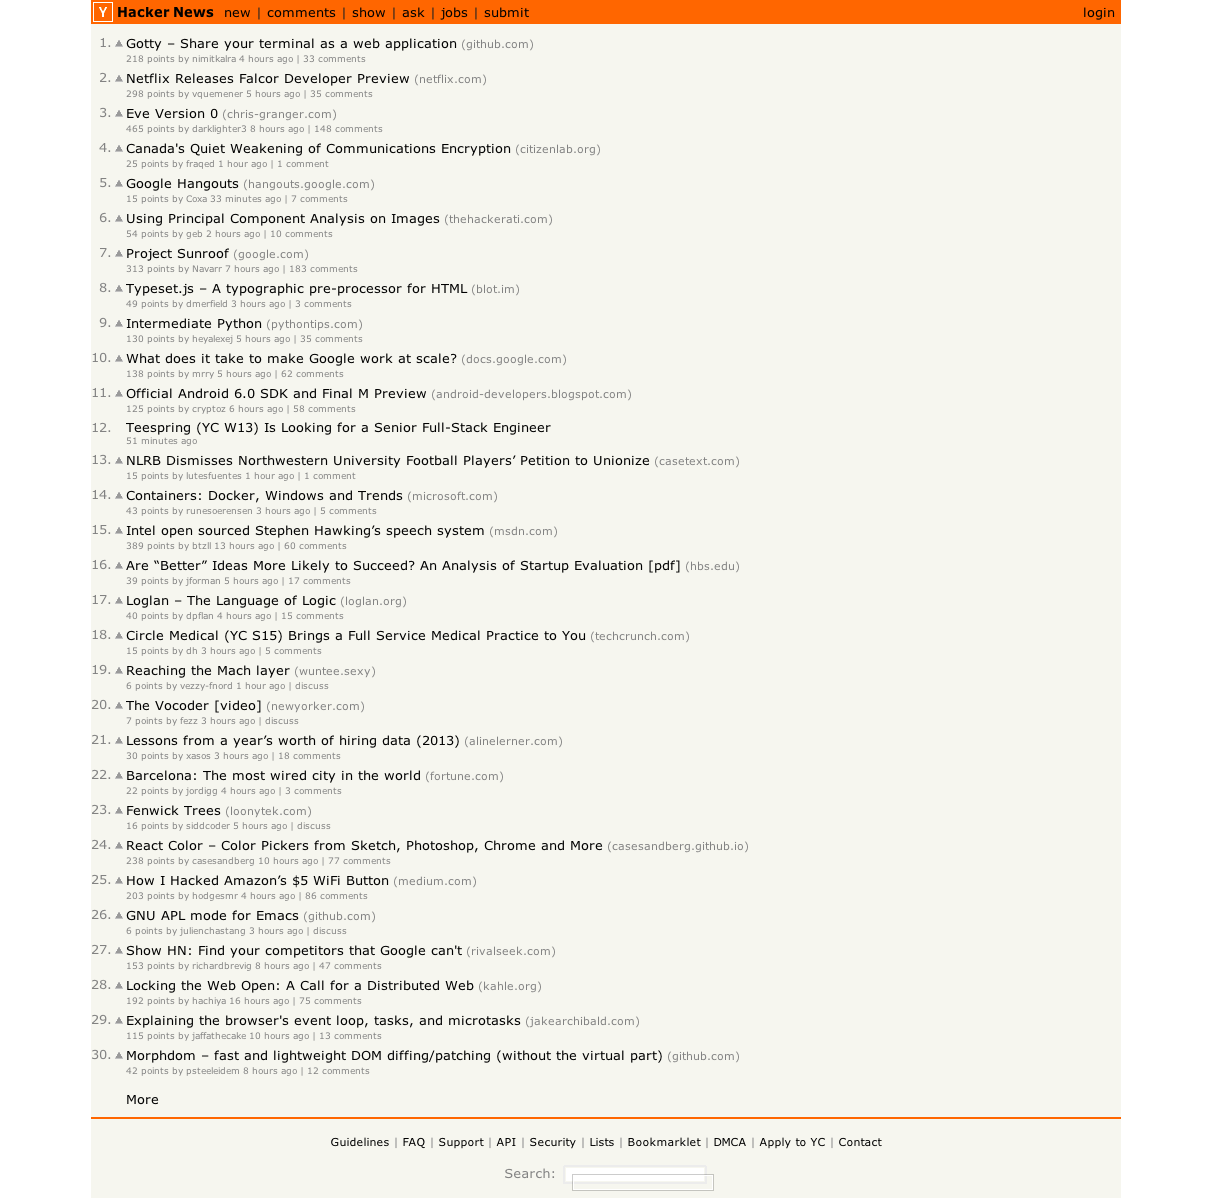 Y Hacker News new | comments | show | ask | jobs | submit login
1. Gotty – Share your terminal as a web application (github.com)
218 points by nimitkalra 4 hours ago | 33 comments
2. Netflix Releases Falcor Developer Preview (netflix.com)
298 points by vquemener 5 hours ago | 35 comments
3. Eve Version 0 (chris-granger.com)
465 points by darklighter3 8 hours ago | 148 comments
4. Canada's Quiet Weakening of Communications Encryption (citizenlab.org)
25 points by fraqed 1 hour ago | 1 comment
5. Google Hangouts (hangouts.google.com)
15 points by Coxa 33 minutes ago | 7 comments
6. Using Principal Component Analysis on Images (thehackerati.com)
54 points by geb 2 hours ago | 10 comments
7. Project Sunroof (google.com)
313 points by Navarr 7 hours ago | 183 comments
8. Typeset.js – A typographic pre-processor for HTML (blot.im)
49 points by dmerfield 3 hours ago | 3 comments
9. Intermediate Python (pythontips.com)
130 points by heyalexej 5 hours ago | 35 comments
10. What does it take to make Google work at scale? (docs.google.com)
138 points by mrry 5 hours ago | 62 comments
11. Official Android 6.0 SDK and Final M Preview (android-developers.blogspot.com)
125 points by cryptoz 6 hours ago | 58 comments
12. Teespring (YC W13) Is Looking for a Senior Full-Stack Engineer
51 minutes ago
13. NLRB Dismisses Northwestern University Football Players’ Petition to Unionize (casetext.com)
15 points by lutesfuentes 1 hour ago | 1 comment
14. Containers: Docker, Windows and Trends (microsoft.com)
43 points by runesoerensen 3 hours ago | 5 comments
15. Intel open sourced Stephen Hawking’s speech system (msdn.com)
389 points by btzll 13 hours ago | 60 comments
16. Are “Better” Ideas More Likely to Succeed? An Analysis of Startup Evaluation [pdf] (hbs.edu)
39 points by jforman 5 hours ago | 17 comments
17. Loglan – The Language of Logic (loglan.org)
40 points by dpflan 4 hours ago | 15 comments
18. Circle Medical (YC S15) Brings a Full Service Medical Practice to You (techcrunch.com)
15 points by dh 3 hours ago | 5 comments
19. Reaching the Mach layer (wuntee.sexy)
6 points by vezzy-fnord 1 hour ago | discuss
20. The Vocoder [video] (newyorker.com)
7 points by fezz 3 hours ago | discuss
21. Lessons from a year’s worth of hiring data (2013) (alinelerner.com)
30 points by xasos 3 hours ago | 18 comments
22. Barcelona: The most wired city in the world (fortune.com)
22 points by jordigg 4 hours ago | 3 comments
23. Fenwick Trees (loonytek.com)
16 points by siddcoder 5 hours ago | discuss
24. React Color – Color Pickers from Sketch, Photoshop, Chrome and More (casesandberg.github.io)
238 points by casesandberg 10 hours ago | 77 comments
25. How I Hacked Amazon’s $5 WiFi Button (medium.com)
203 points by hodgesmr 4 hours ago | 86 comments
26. GNU APL mode for Emacs (github.com)
6 points by julienchastang 3 hours ago | discuss
27. Show HN: Find your competitors that Google can't (rivalseek.com)
153 points by richardbrevig 8 hours ago | 47 comments
28. Locking the Web Open: A Call for a Distributed Web (kahle.org)
192 points by hachiya 16 hours ago | 75 comments
29. Explaining the browser's event loop, tasks, and microtasks (jakearchibald.com)
115 points by jaffathecake 10 hours ago | 13 comments
30. Morphdom – fast and lightweight DOM diffing/patching (without the virtual part) (github.com)
42 points by psteeleidem 8 hours ago | 12 comments
More
Guidelines | FAQ | Support | API | Security | Lists | Bookmarklet | DMCA | Apply to YC | Contact
Search: